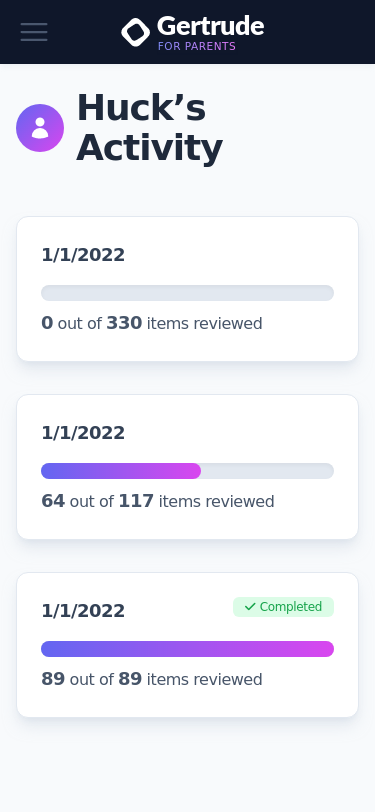 Gertrude
FOR PARENTS
Huck’s
Activity
1/1/2022
0 out of 330 items reviewed
1/1/2022
64 out of 117 items reviewed
1/1/2022
Completed
89 out of 89 items reviewed